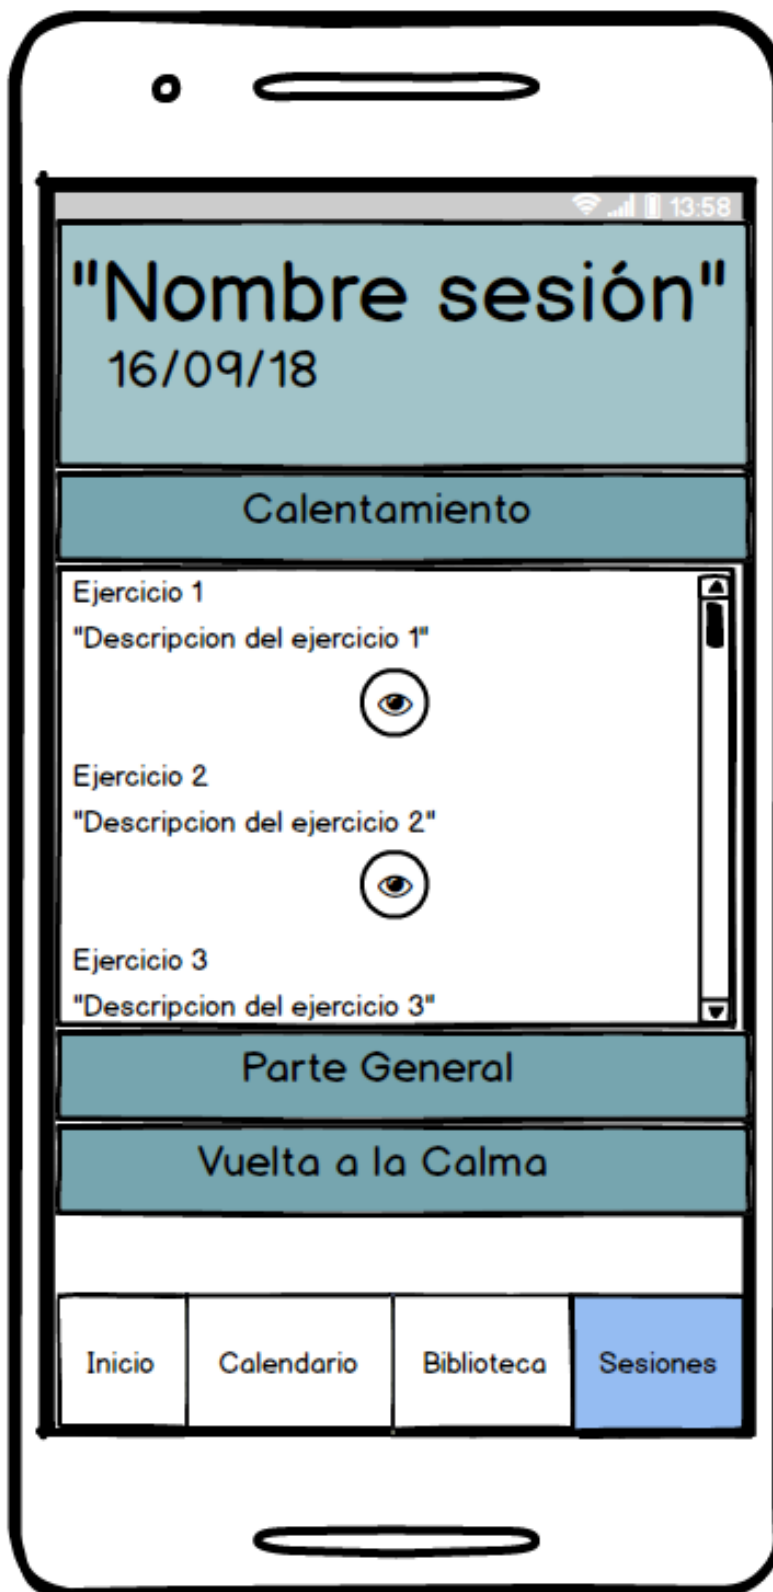 13:58
"Nombre sesión"
16/09/18
Calentamiento
Ejercicio 1
"Descripcion del ejercicio 1"
Ejercicio 2
"Descripcion del ejercicio 2"
Ejercicio 3
"Descripcion del ejercicio 3"
Parte General
Vuelta a la Calma
Inicio Calendario Biblioteca Sesiones